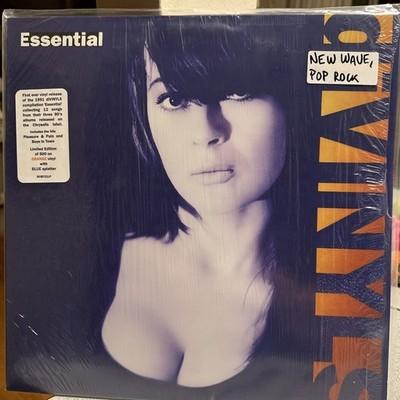 Essential
NEW WAVE,
POP ROCK
First ever vinyl release
of the 1991 diVINYLS
compilation 'Essential'
collecting 12 songs
from their three 80's
albums released on
the Chrysalis label.
Includes the hits
Pleasure & Pain and
Boys In Town
Limited Edition
of 500 on
ORANGE vinyl
with
BLUE splatter
diVINYLS